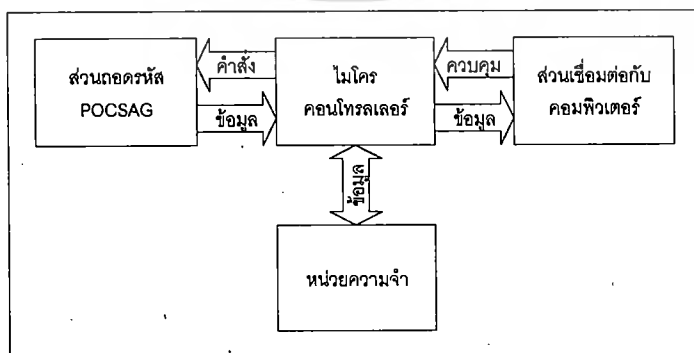 ส่วนถอดรหัส
POCSAG
คำสั่ง
ข้อมูล
ไมโคร
คอนโทรลเลอร์
ควบคุม
ข้อมูล
ส่วนเชื่อมต่อกับ
คอมพิวเตอร์
ข้อมูล
หน่วยความจำ